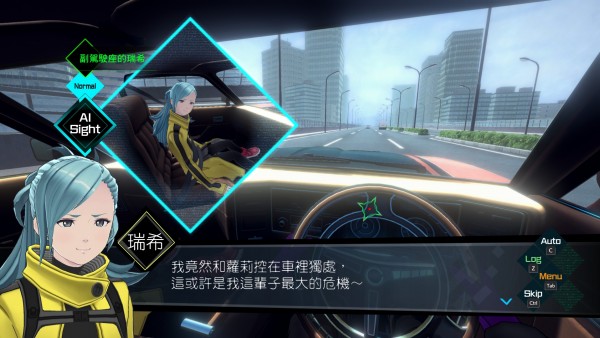 副駕駛座的瑞希
Normal
AI
Sight
瑞希
我竟然和蘿莉控在車裡獨處，
這或許是我這輩子最大的危機～
Auto
C
Log
Z
Menu
Tab
Skip
Ctrl